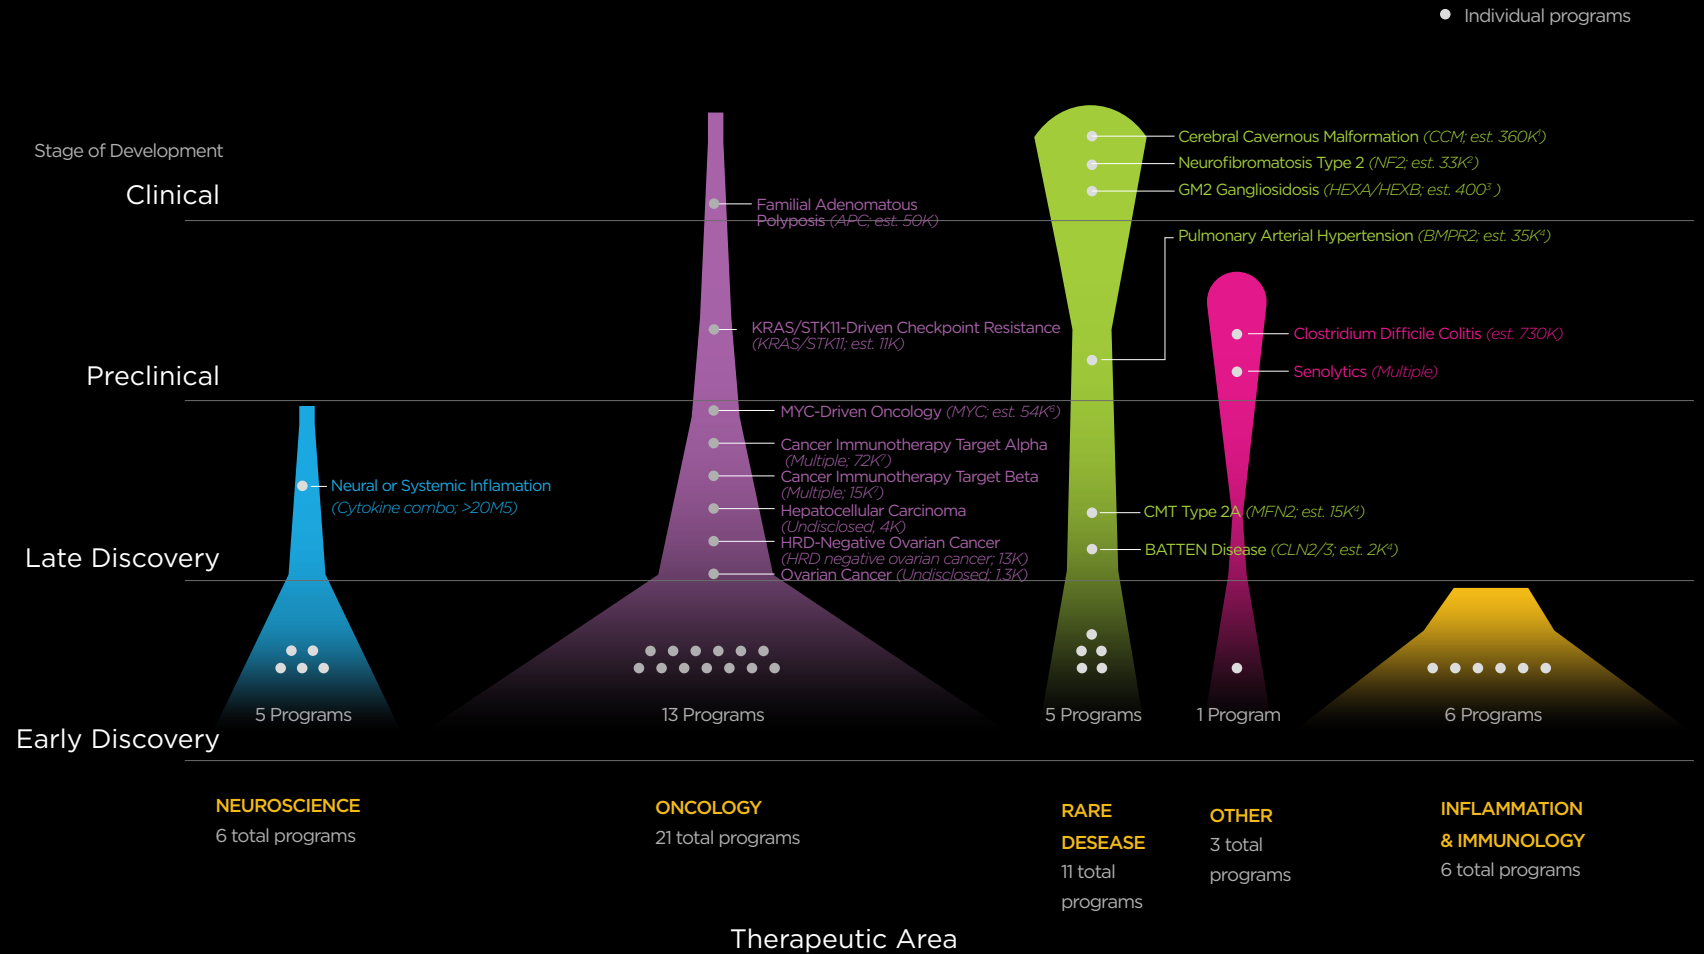 Individual programs
Stage of Development
Clinical
Preclinical
Late Discovery
Early Discovery
Neural or Systemic Inflamation
(Cytokine combo; >20M5)
5 Programs
NEUROSCIENCE
6 total programs
Familial Adenomatous
Polyposis (APC; est. 50K)
KRAS/STK11-Driven Checkpoint Resistance
(KRAS/STK11; est. 11K)
MYC-Driven Oncology (MYC; est. 54K⁶)
Cancer Immunotherapy Target Alpha
(Multiple; 72K⁷)
Cancer Immunotherapy Target Beta
(Multiple; 15K⁷)
Hepatocellular Carcinoma
(Undisclosed, 4K)
HRD-Negative Ovarian Cancer
(HRD negative ovarian cancer; 13K)
Ovarian Cancer (Undisclosed; 1.3K)
13 Programs
ONCOLOGY
21 total programs
Cerebral Cavernous Malformation (CCM; est. 360K¹)
Neurofibromatosis Type 2 (NF2; est. 33K²)
GM2 Gangliosidosis (HEXA/HEXB; est. 400³ )
Pulmonary Arterial Hypertension (BMPR2; est. 35K⁴)
CMT Type 2A (MFN2; est. 15K⁴)
BATTEN Disease (CLN2/3; est. 2K⁴)
5 Programs
RARE
DESEASE
11 total
programs
Clostridium Difficile Colitis (est. 730K)
Senolytics (Multiple)
1 Program
OTHER
3 total
programs
6 Programs
INFLAMMATION
& IMMUNOLOGY
6 total programs
Therapeutic Area